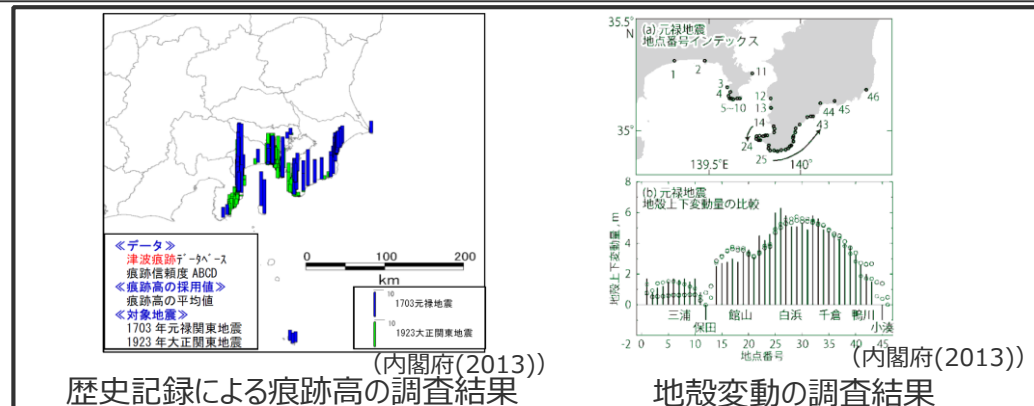 ≪データ≫
津波痕跡データベース
痕跡信頼度 ABCD
≪痕跡高の採用値≫
痕跡高の平均値
≪対象地震≫
1703 年元禄関東地震
1923 年大正関東地震
0 100 200
km
10
1703元禄地震
10
1923大正関東地震
(内閣府(2013))
歴史記録による痕跡高の調査結果
35.5°
N
(a) 元禄地震
地点番号インデックス
1 2 11
3
4
5~10
12
13
14
24
25
43
44 45 46
35°
139.5°E 140°
(b) 元禄地震
地殻上下変動量の比較
地殻上下変動量, m
8
6
4
2
0
-2
三浦 保田 館山 白浜 千倉 鴨川 小湊
0 5 10 15 20 25 30 35 40 45
地点番号
(内閣府(2013))
地殻変動の調査結果